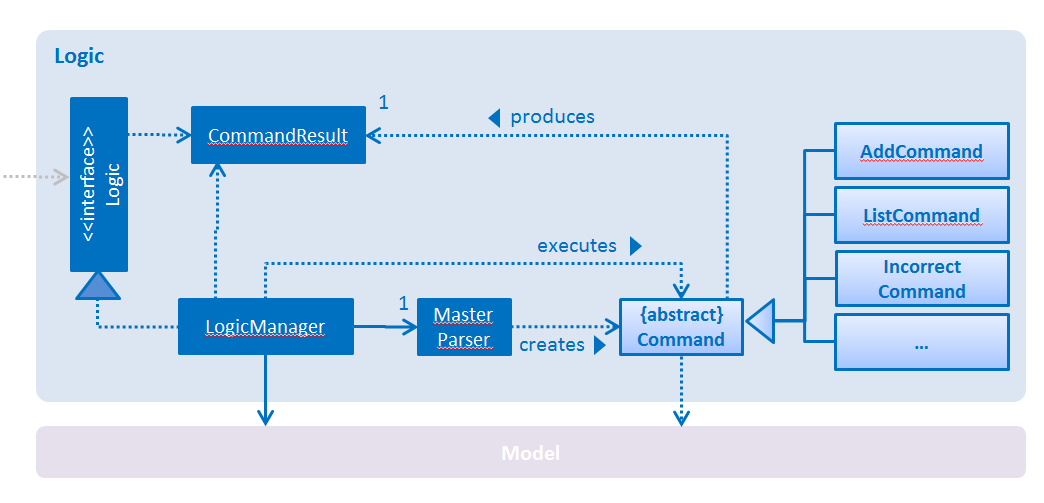 Logic
<<interface>>
Logic
CommandResult
1
produces
AddCommand
ListCommand
Incorrect
Command
...
executes
LogicManager
1
Master
Parser
creates
{abstract}
Command
Model